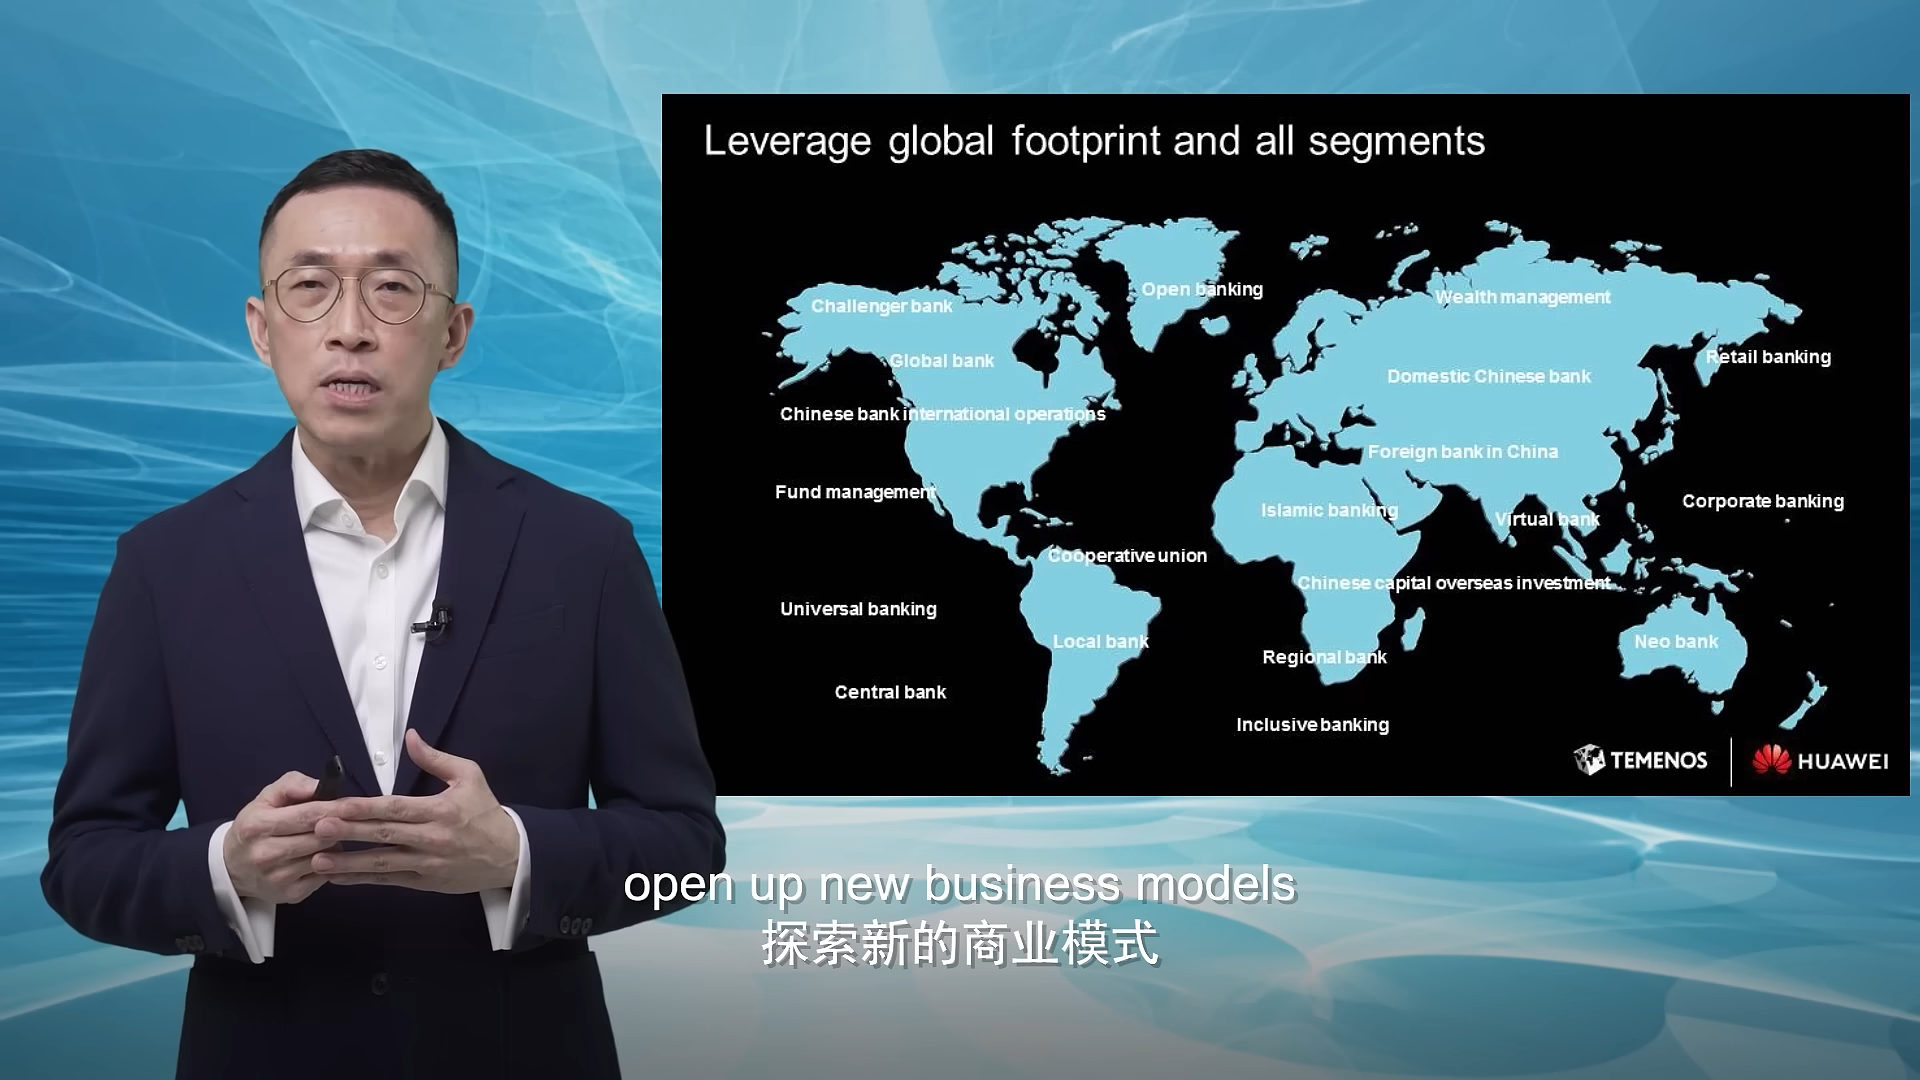 Leverage global footprint and all segments
Open banking
Wealth management
Challenger bank
Retail banking
Global bank
Domestic Chinese bank
Chinese bank international operations
Foreign bank in China
Fund management
Corporate banking
Islamic banking
Virtual bank
Cooperative union
Chinese capital overseas investment
Universal banking
Local bank
Neo bank
Regional bank
Central bank
Inclusive banking
TEMENOS
HUAWEI
open up new business models
探索新的商业模式